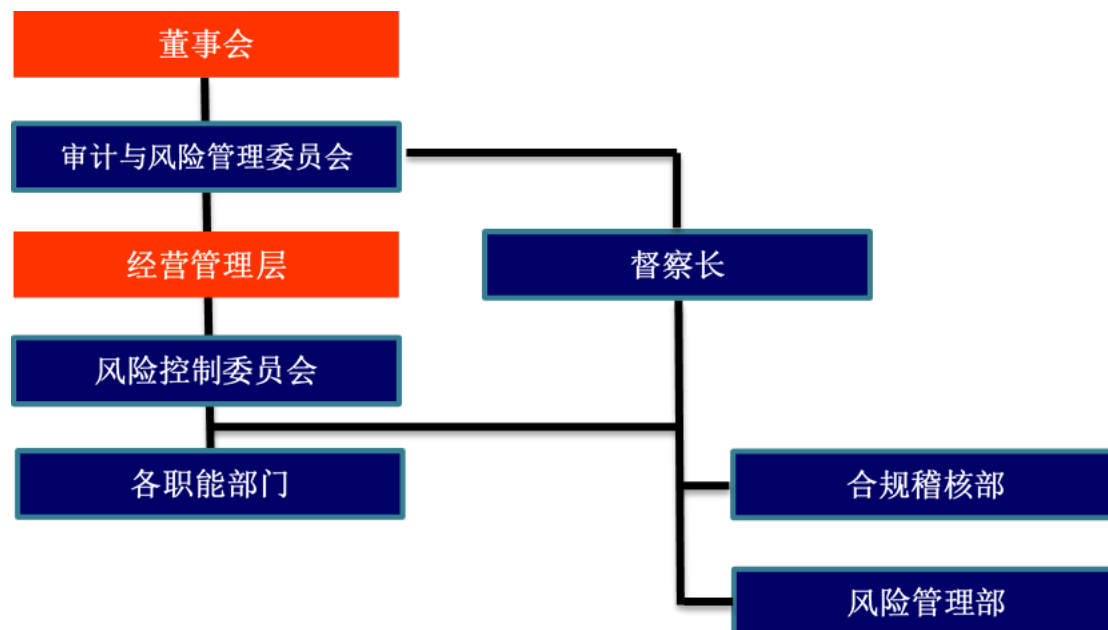 董事会
审计与风险管理委员会
经营管理层
督察长
风险控制委员会
各职能部门
合规稽核部
风险管理部